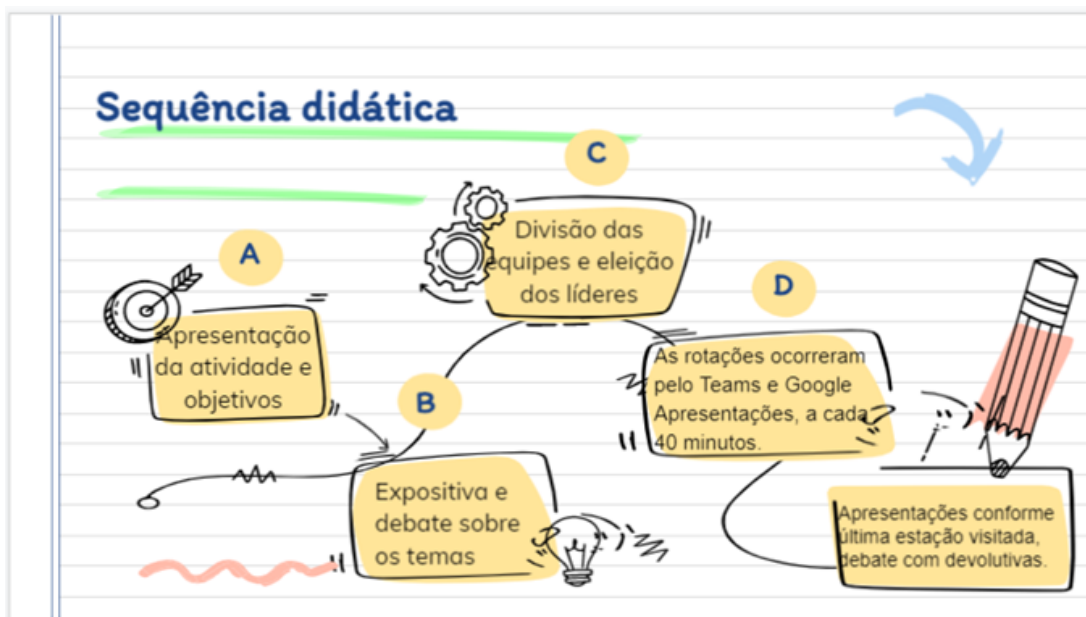 Sequência didática
A
Apresentação
da atividade e
objetivos
B
Expositiva e
debate sobre
os temas
C
Divisão das
equipes e eleição
dos líderes
D
As rotações ocorreram
pelo Teams e Google
Apresentações, a cada
40 minutos.
Apresentações conforme
última estação visitada,
debate com devolutivas.